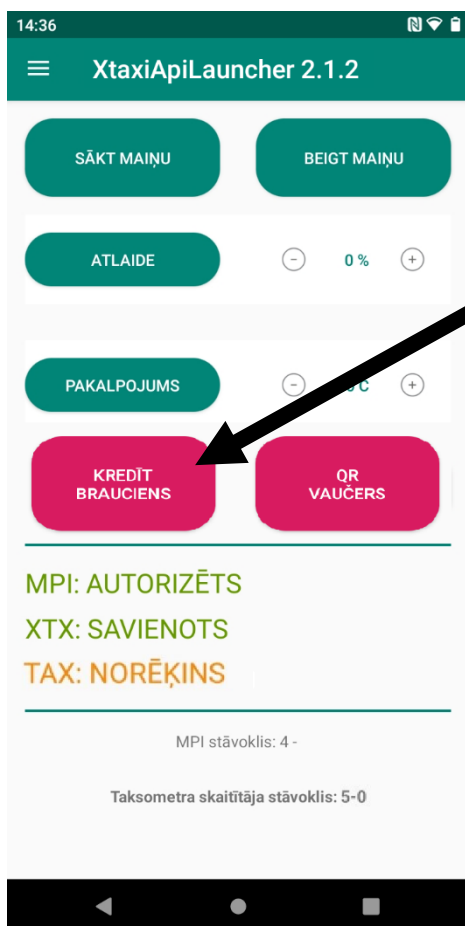 14:36
XtaxiApiLauncher 2.1.2
SĀKT MAIŅU
BEIGT MAIŅU
ATLAIDE
- 0 % +
PAKALPOJUMS
- C +
KREDĪT
BRAUCIENS
QR
VAUČERS
MPI: AUTORIZĒTS
XTX: SAVIENOTS
TAX: NORĒĶINS
MPI stāvoklis: 4 -
Taksometra skaitītāja stāvoklis: 5-0